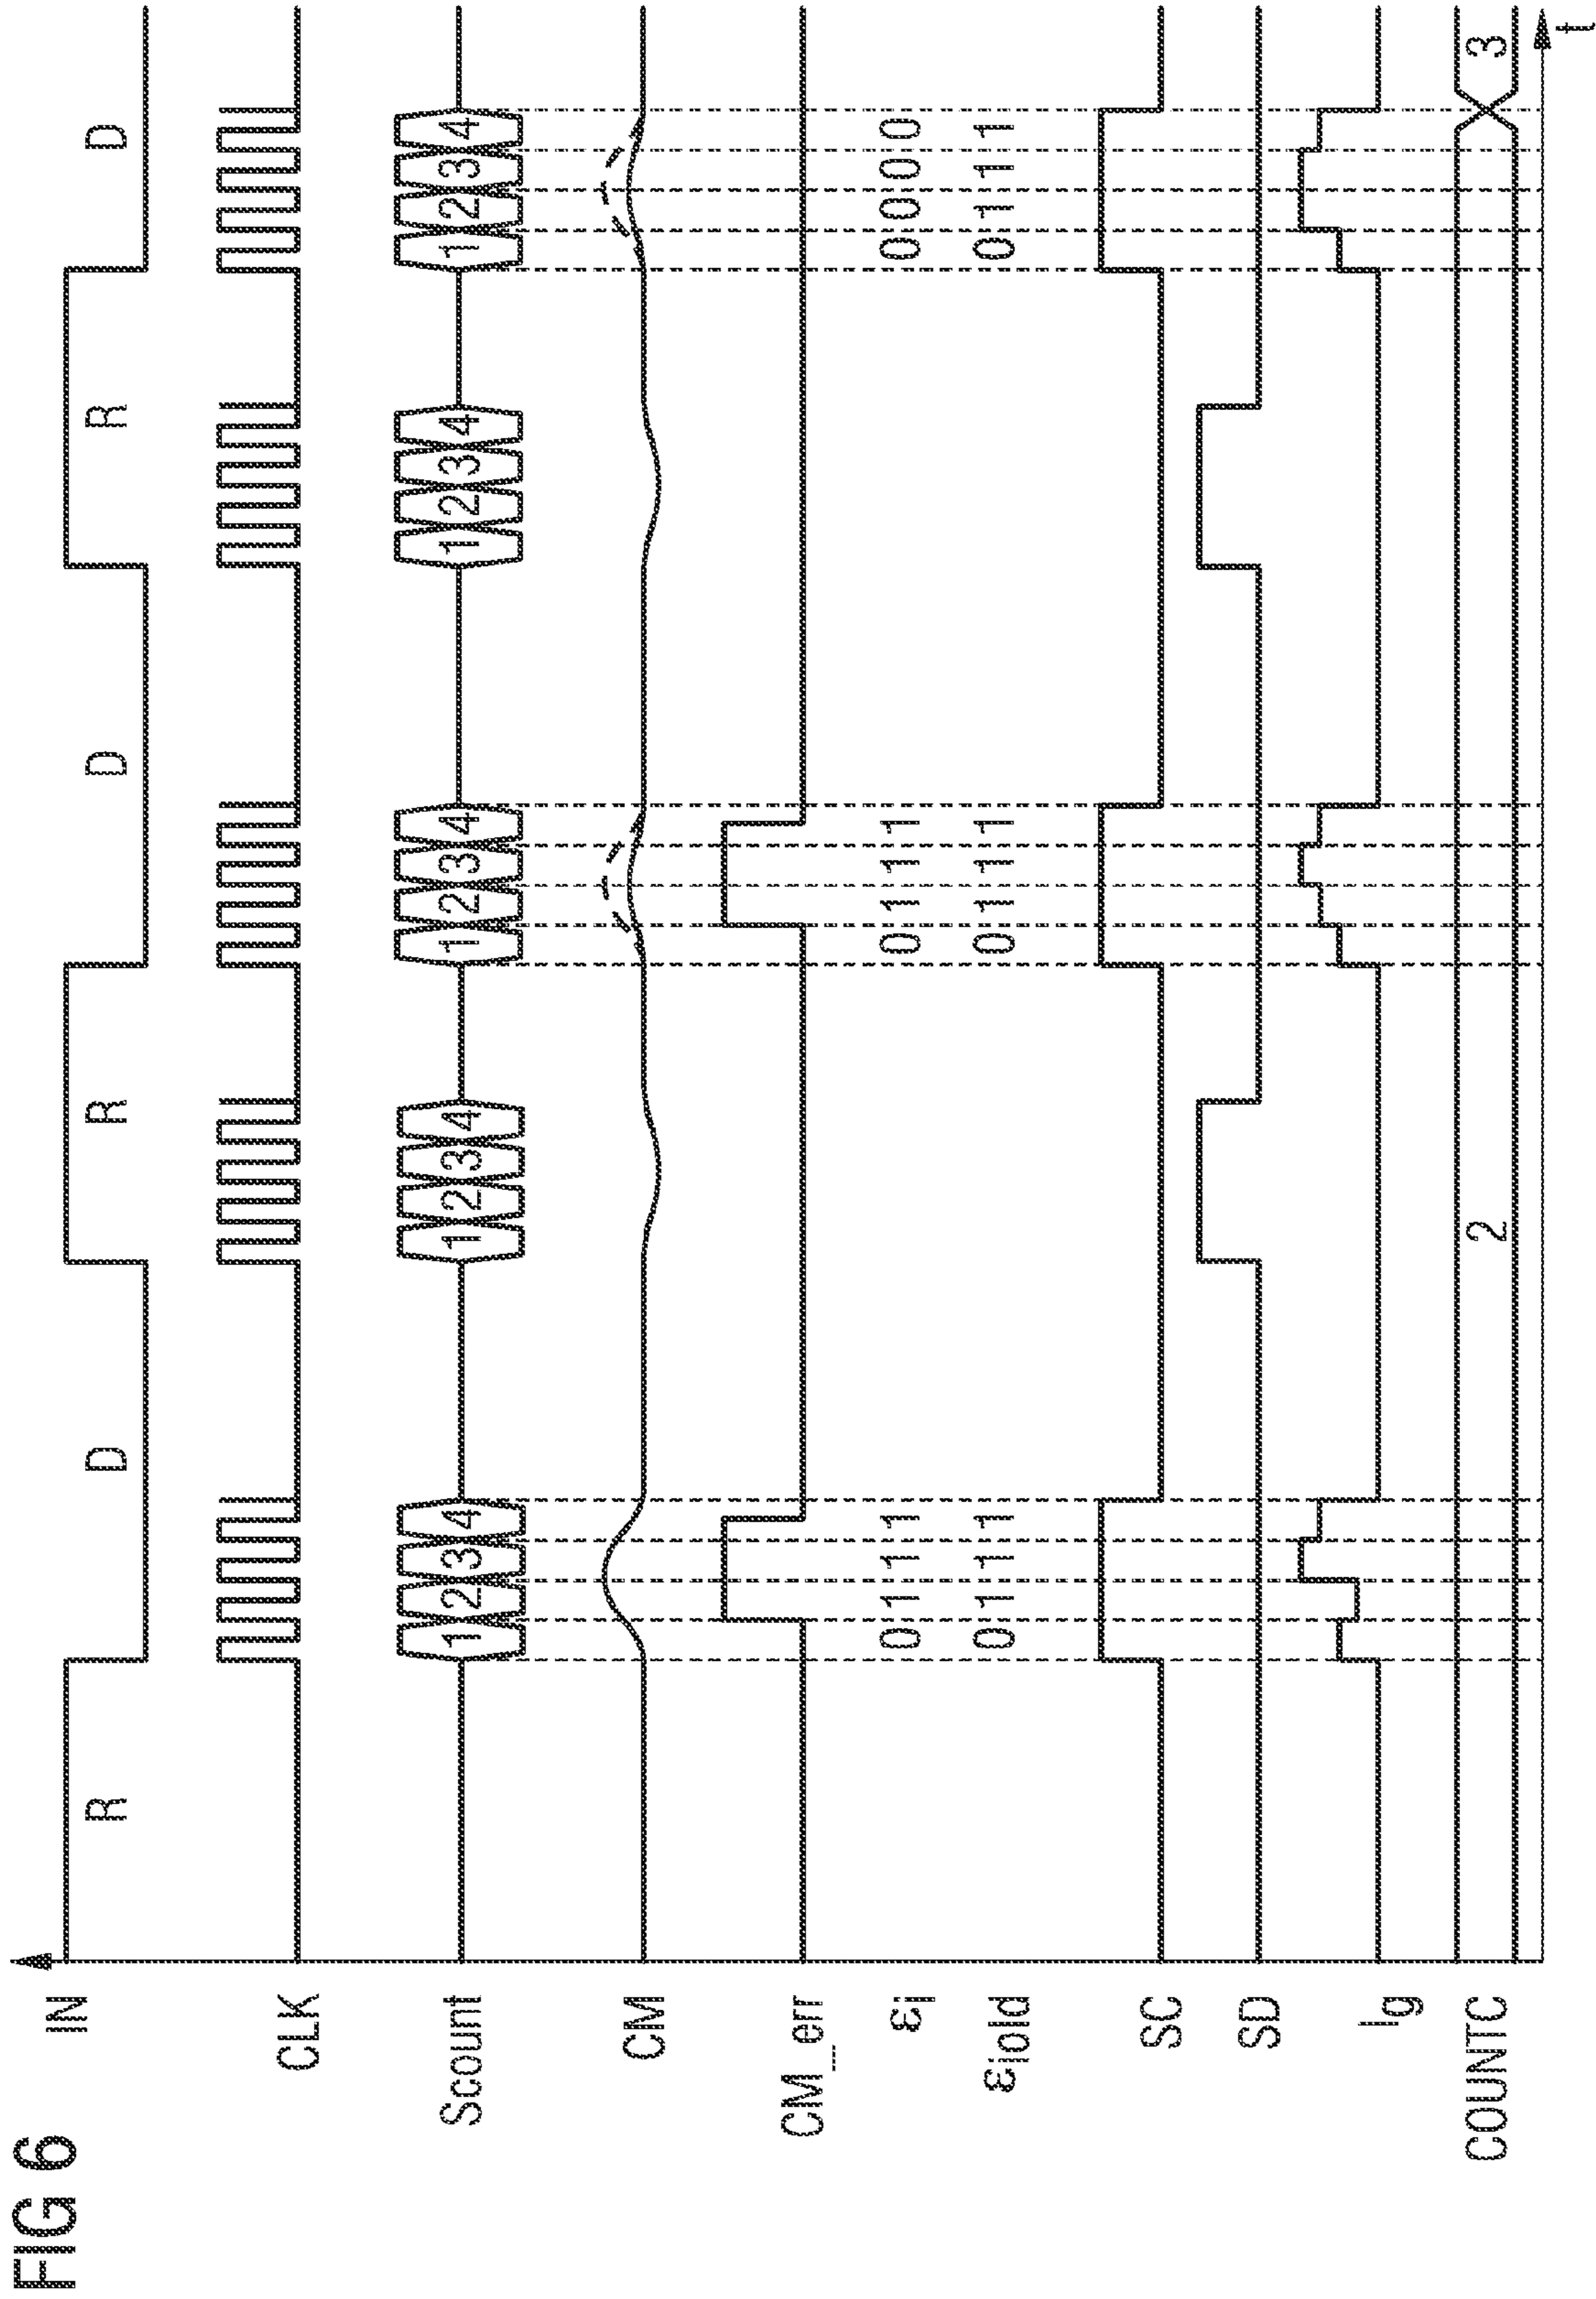 FIG 6
IN R D R D R D
CLK
Scount 1 2 3 4 1 2 3 4 1 2 3 4 1 2 3 4 1 2 3 4
CM
CM_err
εi 0 1 1 1 0 1 1 1 0 0 0 0
εiold 0 1 1 1 0 1 1 1 0 1 1 1
SC
SD
Ig
COUNTC 2 3
t